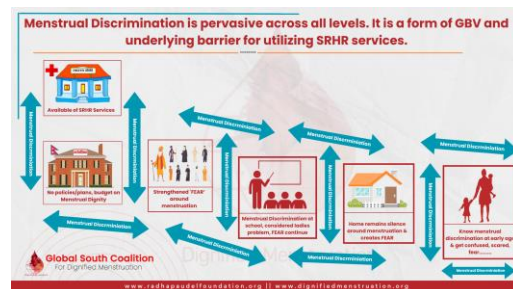 Menstrual Discrimination is pervasive across all levels. It is a form of GBV and
underlying barrier for utilizing SRHR services.
Available of SRHR Services
No policies/plans, budget on
Menstrual Dignity
Strengthened 'FEAR' around
menstruation
Menstrual Discrimination at
school, considered ladies
problem, FEAR continue
Home remains silence
around menstruation &
creates FEAR
Know menstrual
discrimination at early age
& get confused, scared,
fear
Menstrual Discrimination
Menstrual Discrimination
Menstrual Discrimination
Menstrual Discrimination
Menstrual Discrimination
Menstrual Discrimination
Menstrual Discrimination
Menstrual Discrimination
Menstrual Discrimination
Menstrual Discrimination
Menstrual Discrimination
Global South Coalition
For Dignified Menstruation
www.radhapaudelfoundation.org || www.dignifiedmenstruation.org